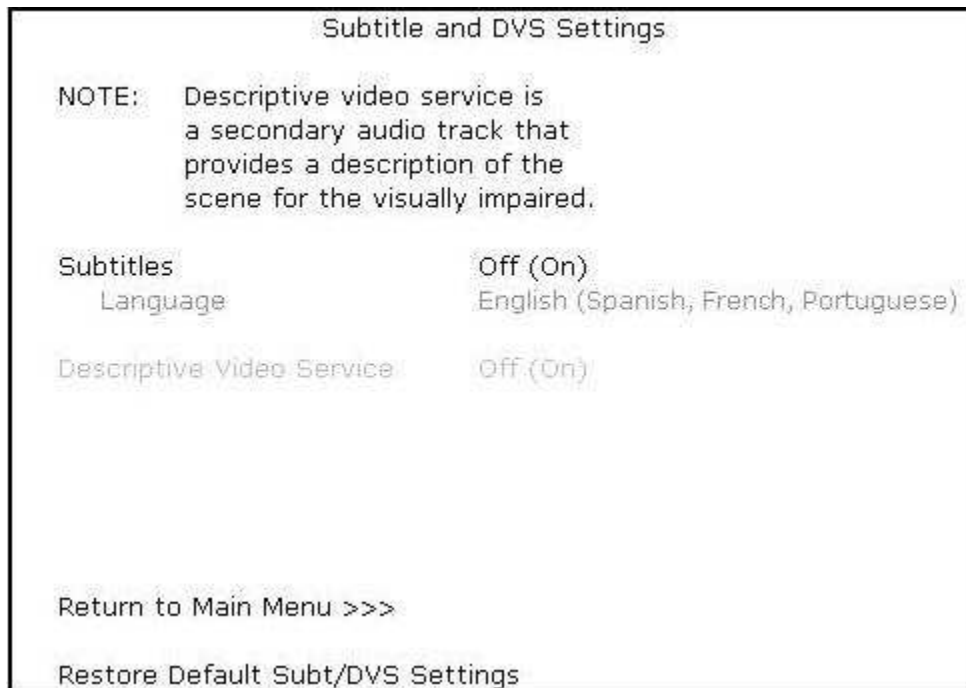 Subtitle and DVS Settings
NOTE: Descriptive video service is
a secondary audio track that
provides a description of the
scene for the visually impaired.
Subtitles Off (On)
Language English (Spanish, French, Portuguese)
Descriptive Video Service Off (On)
Return to Main Menu >>>
Restore Default Subt/DVS Settings